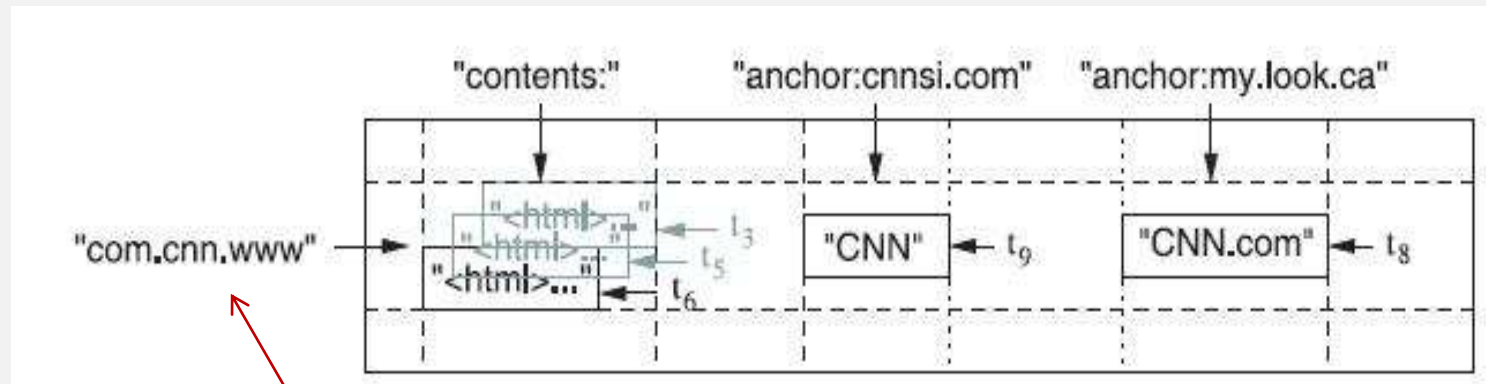 "contents:" "anchor:cnnsi.com" "anchor:my.look.ca"
"<html>..." t3
"com.cnn.www" "<html>..." t5 "CNN" t9 "CNN.com" t8
"<html>..." t6